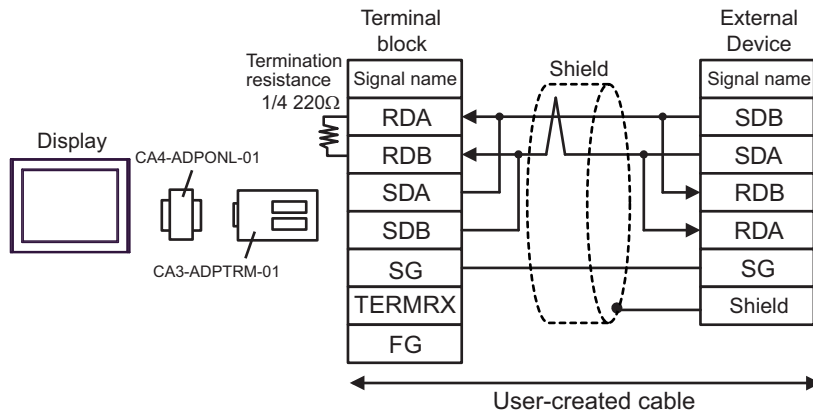 Terminal
block
External
Device
Termination
resistance
1/4 220Ω
Signal name
Shield
Signal name
RDA
SDB
Display
CA4-ADPONL-01
RDB
SDA
SDA
RDB
SDB
RDA
CA3-ADPTRM-01
SG
SG
TERMRX
Shield
FG
User-created cable